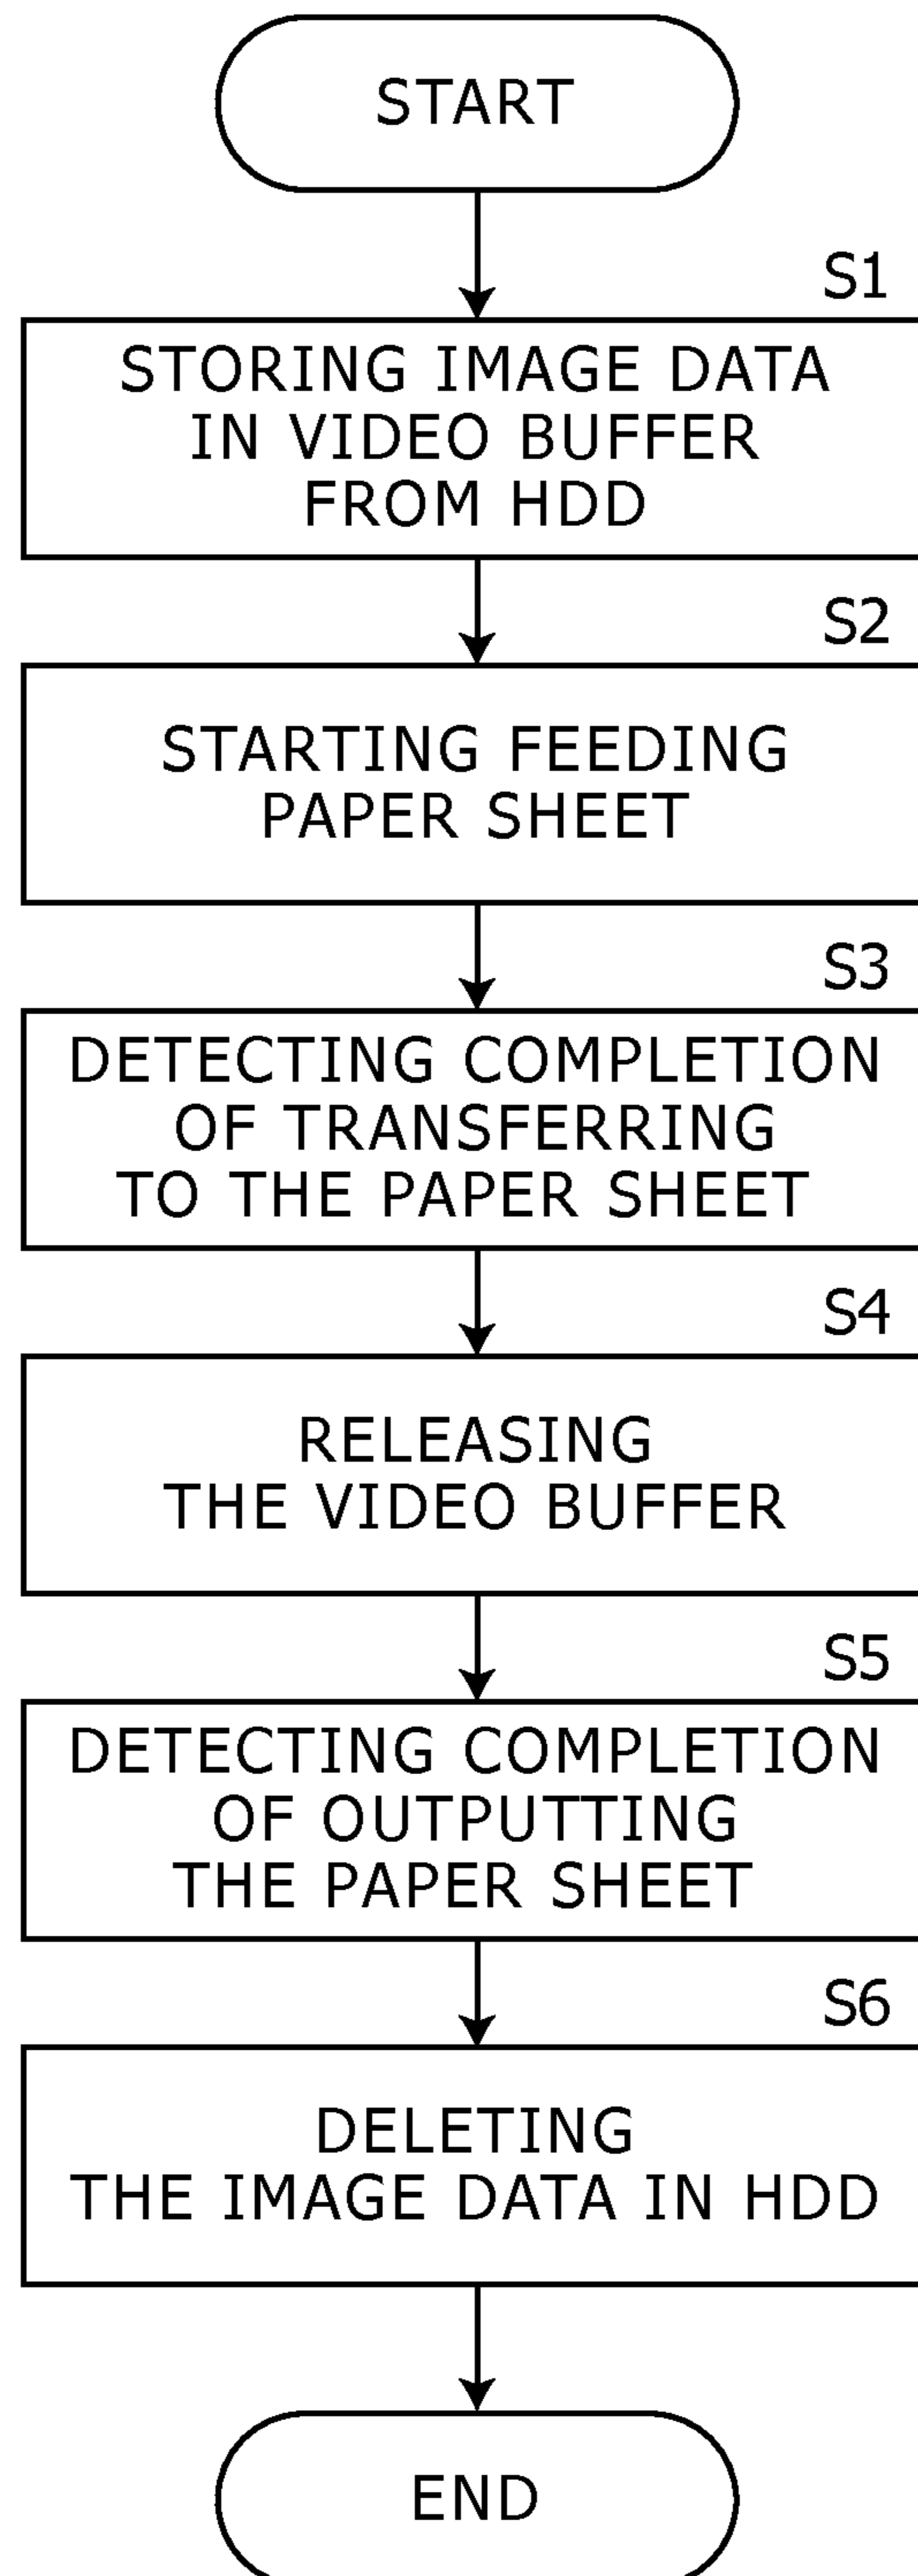 START
S1
STORING IMAGE DATA
IN VIDEO BUFFER
FROM HDD
S2
STARTING FEEDING
PAPER SHEET
S3
DETECTING COMPLETION
OF TRANSFERRING
TO THE PAPER SHEET
S4
RELEASING
THE VIDEO BUFFER
S5
DETECTING COMPLETION
OF OUTPUTTING
THE PAPER SHEET
S6
DELETING
THE IMAGE DATA IN HDD
END